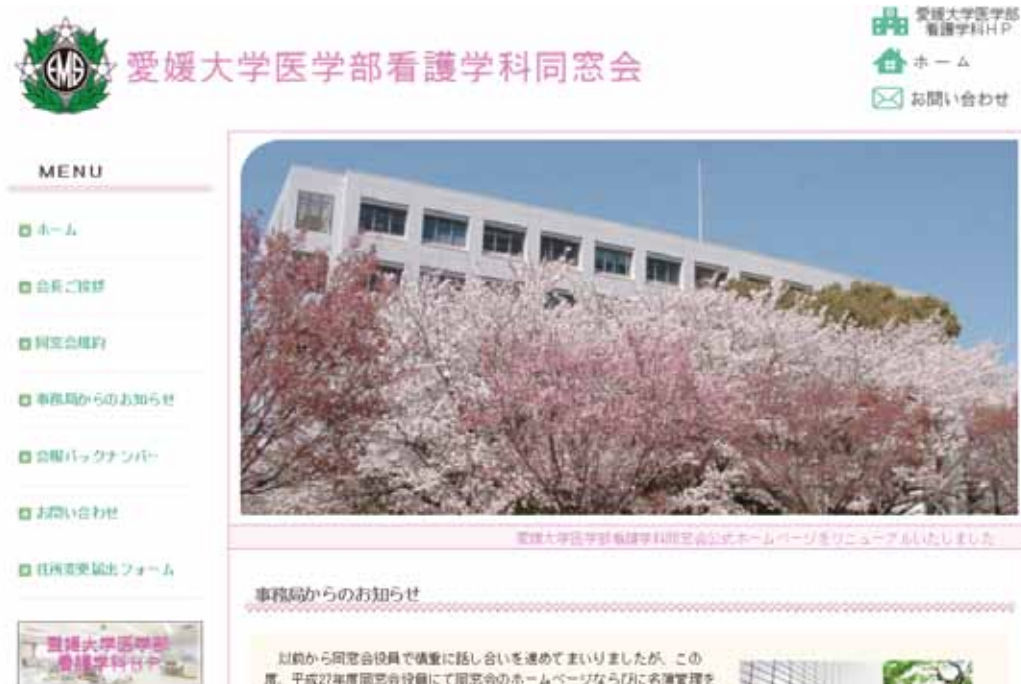 EMS
愛媛大学医学部看護学科同窓会
愛媛大学医学部
看護学科HP
ホーム
お問い合わせ
MENU
ホーム
会長ご挨拶
同窓会規約
事務局からのお知らせ
会報バックナンバー
お問い合わせ
住所変更届出フォーム
愛媛大学医学部
看護学科HP
愛媛大学医学部看護学科同窓会公式ホームページをリニューアルいたしました
事務局からのお知らせ
以前から同窓会役員で慎重に話し合いを進めてまいりましたが、この
度、平成27年度同窓会役員にて同窓会のホームページならびに名簿管理を